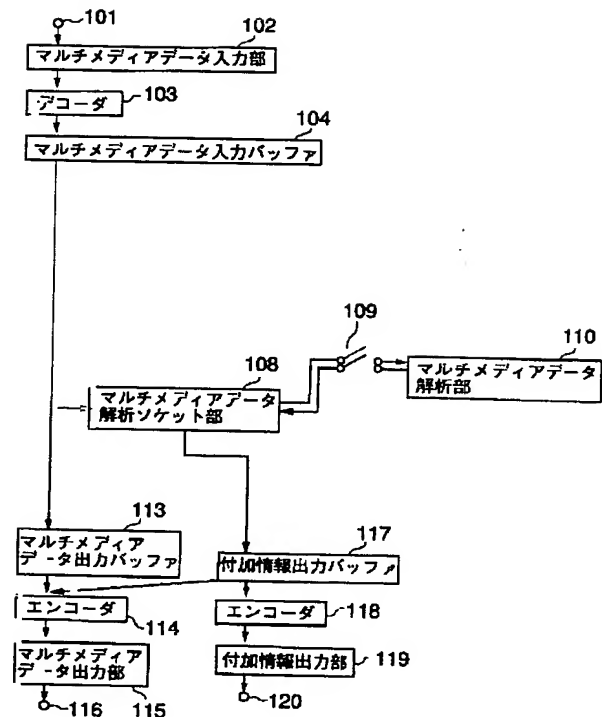 101
102
マルチメディアデータ入力部
103
デコーダ
104
マルチメディアデータ入力バッファ
109
110
マルチメディアデータ
解析部
108
マルチメディアデータ
解析ソケット部
113
マルチメディア
データ出力バッファ
117
付加情報出力バッファ
エンコーダ
114
エンコーダ
118
マルチメディア
データ出力部
115
付加情報出力部
119
116
120